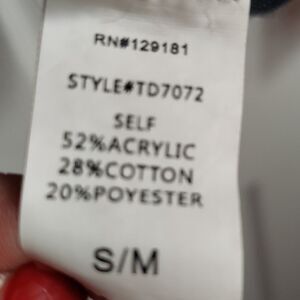 RN#129181
STYLE#TD7072
SELF
52%ACRYLIC
28%COTTON
20%POYESTER
S/M